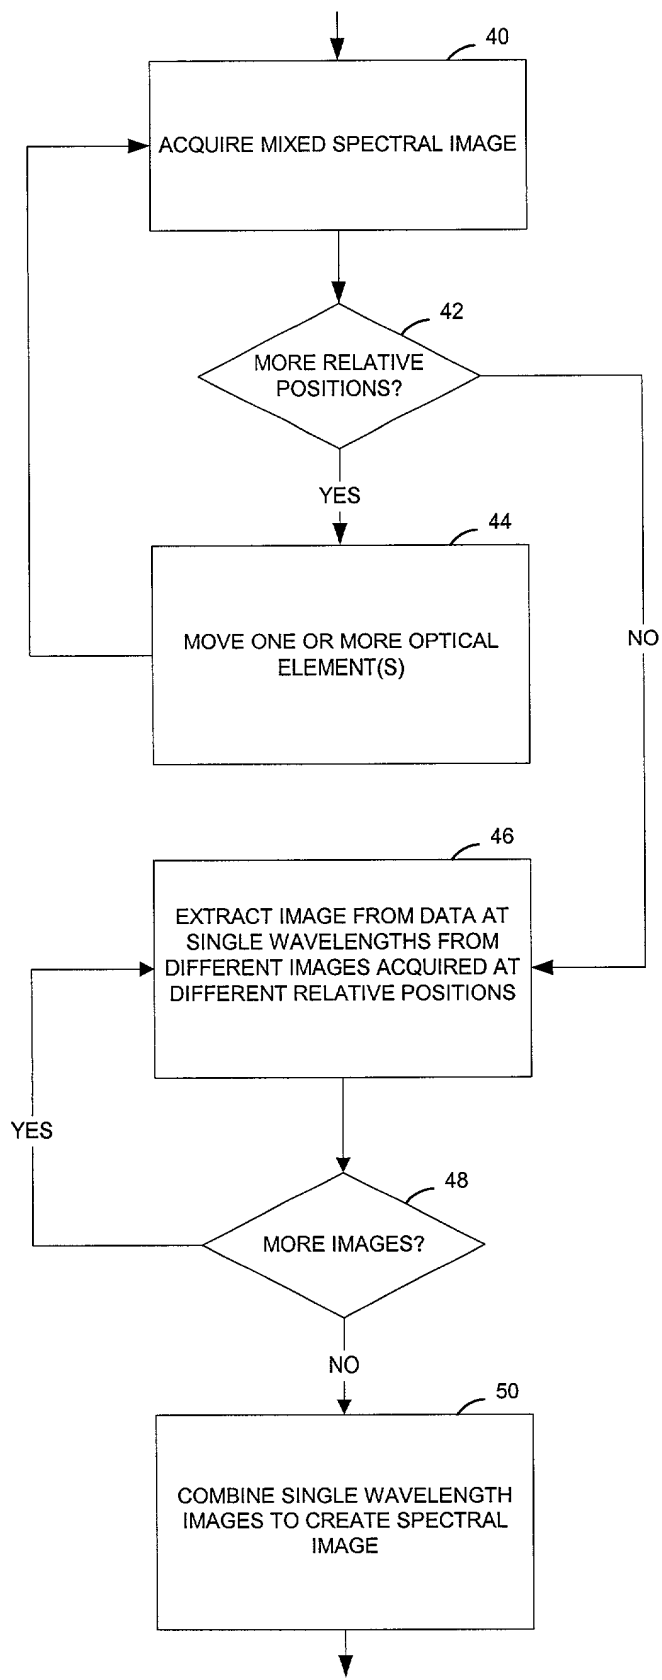 40
ACQUIRE MIXED SPECTRAL IMAGE
42
MORE RELATIVE
POSITIONS?
YES
44
MOVE ONE OR MORE OPTICAL
ELEMENT(S)
NO
46
EXTRACT IMAGE FROM DATA AT
SINGLE WAVELENGTHS FROM
DIFFERENT IMAGES ACQUIRED AT
DIFFERENT RELATIVE POSITIONS
YES
48
MORE IMAGES?
NO
50
COMBINE SINGLE WAVELENGTH
IMAGES TO CREATE SPECTRAL
IMAGE